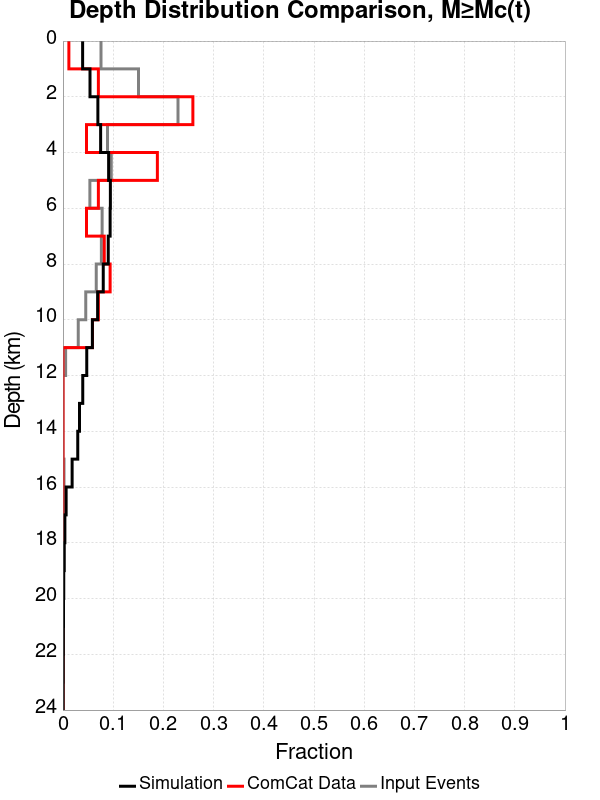 Depth Distribution Comparison, M≥Mc(t)
0
2
4
6
8
10
12
14
16
18
20
22
24
Depth (km)
0 0.1 0.2 0.3 0.4 0.5 0.6 0.7 0.8 0.9 1
Fraction
Simulation ComCat Data Input Events